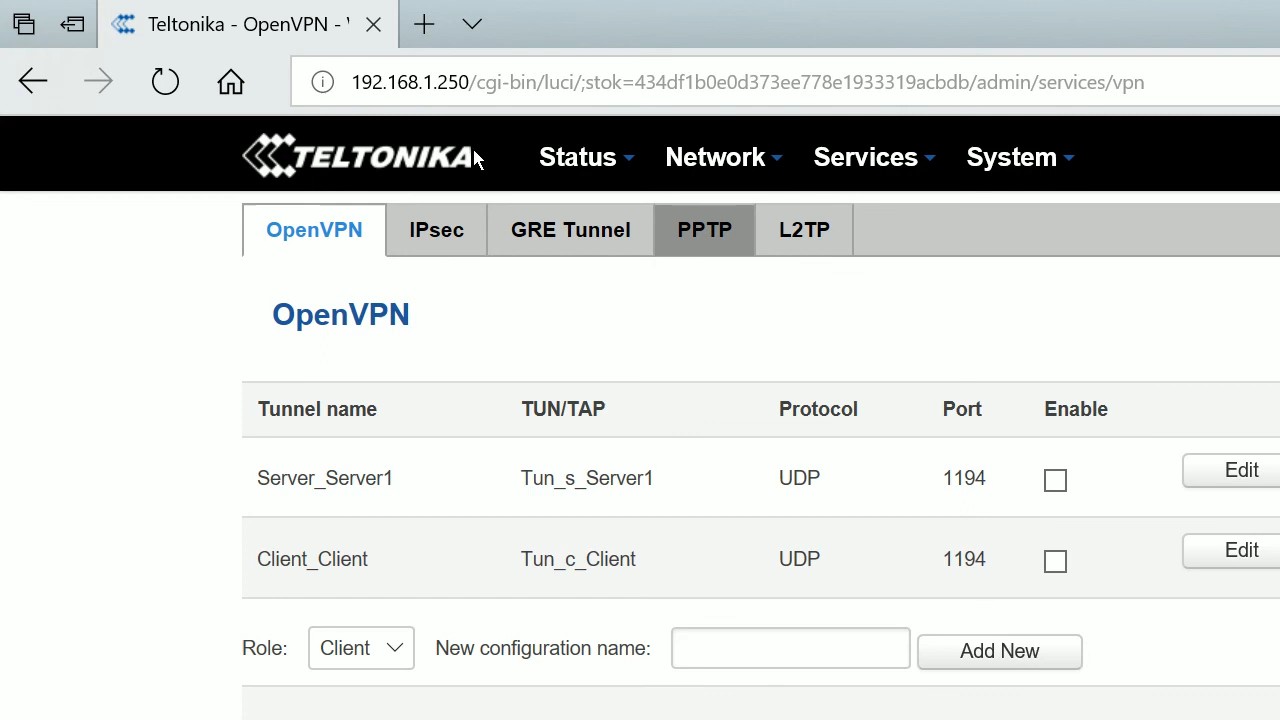 Teltonika - OpenVPN -
192.168.1.250/cgi-bin/luci/;stok=434df1b0e0d373ee778e1933319acbdb/admin/services/vpn
TELTONIKA Status Network Services System
OpenVPN IPsec GRE Tunnel PPTP L2TP
OpenVPN
Tunnel name TUN/TAP Protocol Port Enable
Server_Server1 Tun_s_Server1 UDP 1194 Edit
Client_Client Tun_c_Client UDP 1194 Edit
Role: Client New configuration name: Add New